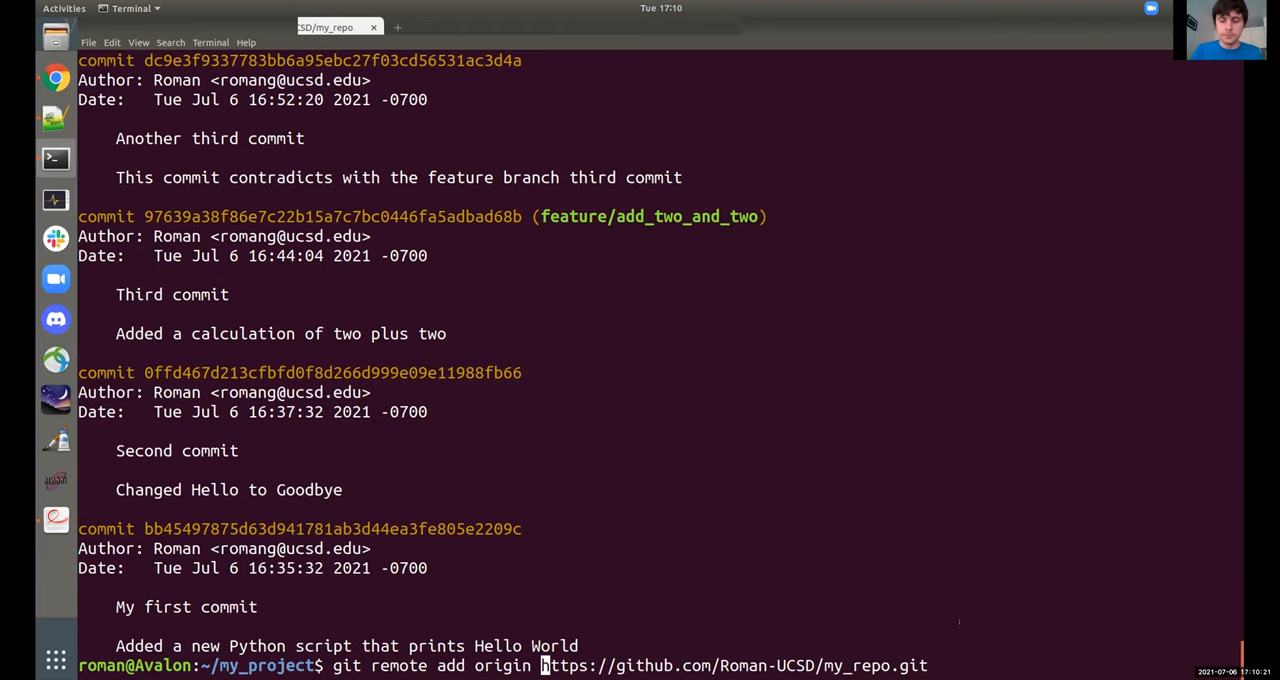 Activities Terminal Tue 17:10
CSD/my_repo
File Edit View Search Terminal Help
commit dc9e3f9337783bb6a95ebc27f03cd56531ac3d4a
Author: Roman <romang@ucsd.edu>
Date: Tue Jul 6 16:52:20 2021 -0700
Another third commit
This commit contradicts with the feature branch third commit
commit 97639a38f86e7c22b15a7c7bc0446fa5adbad68b (feature/add_two_and_two)
Author: Roman <romang@ucsd.edu>
Date: Tue Jul 6 16:44:04 2021 -0700
Third commit
Added a calculation of two plus two
commit 0ffd467d213cfbfd0f8d266d999e09e11988fb66
Author: Roman <romang@ucsd.edu>
Date: Tue Jul 6 16:37:32 2021 -0700
Second commit
Changed Hello to Goodbye
commit bb45497875d63d941781ab3d44ea3fe805e2209c
Author: Roman <romang@ucsd.edu>
Date: Tue Jul 6 16:35:32 2021 -0700
My first commit
Added a new Python script that prints Hello World
roman@Avalon:~/my_project$ git remote add origin https://github.com/Roman-UCSD/my_repo.git
2021-07-06 17:10:21